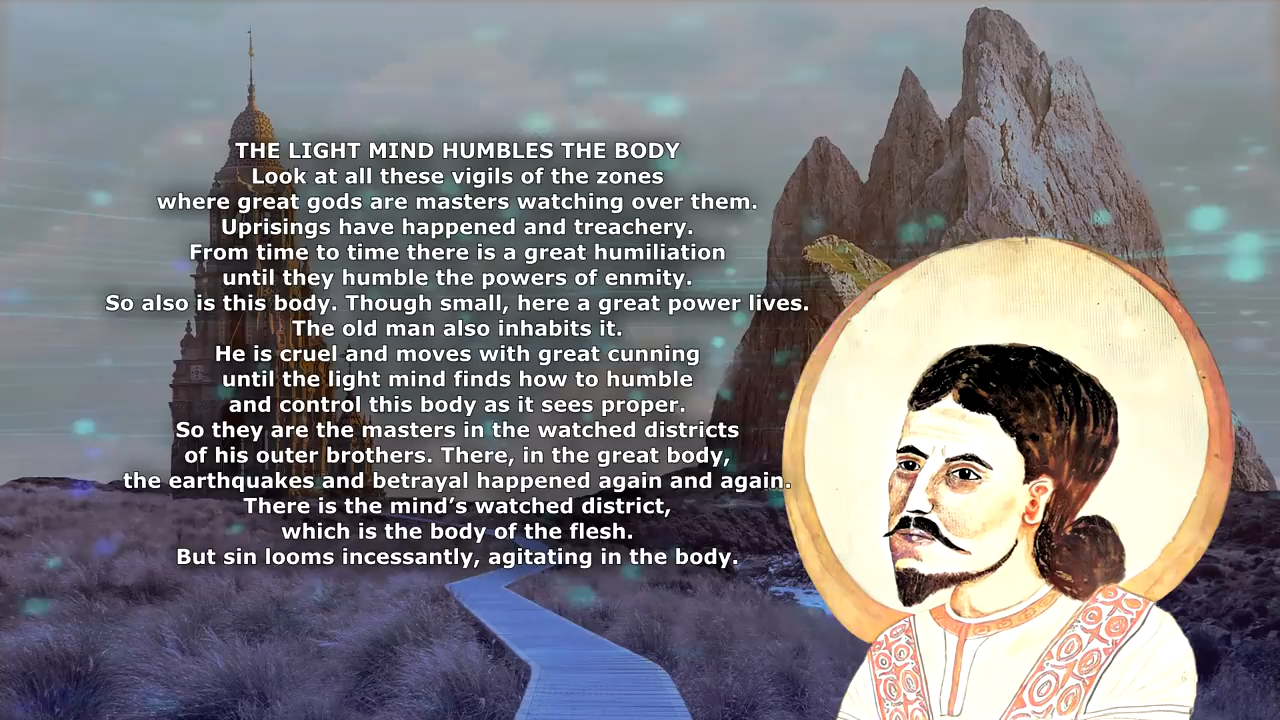 THE LIGHT MIND HUMBLES THE BODY
Look at all these vigils of the zones
where great gods are masters watching over them.
Uprisings have happened and treachery.
From time to time there is a great humiliation
until they humble the powers of enmity.
So also is this body. Though small, here a great power lives.
The old man also inhabits it.
He is cruel and moves with great cunning
until the light mind finds how to humble
and control this body as it sees proper.
So they are the masters in the watched districts
of his outer brothers. There, in the great body,
the earthquakes and betrayal happened again and again.
There is the mind’s watched district,
which is the body of the flesh.
But sin looms incessantly, agitating in the body.